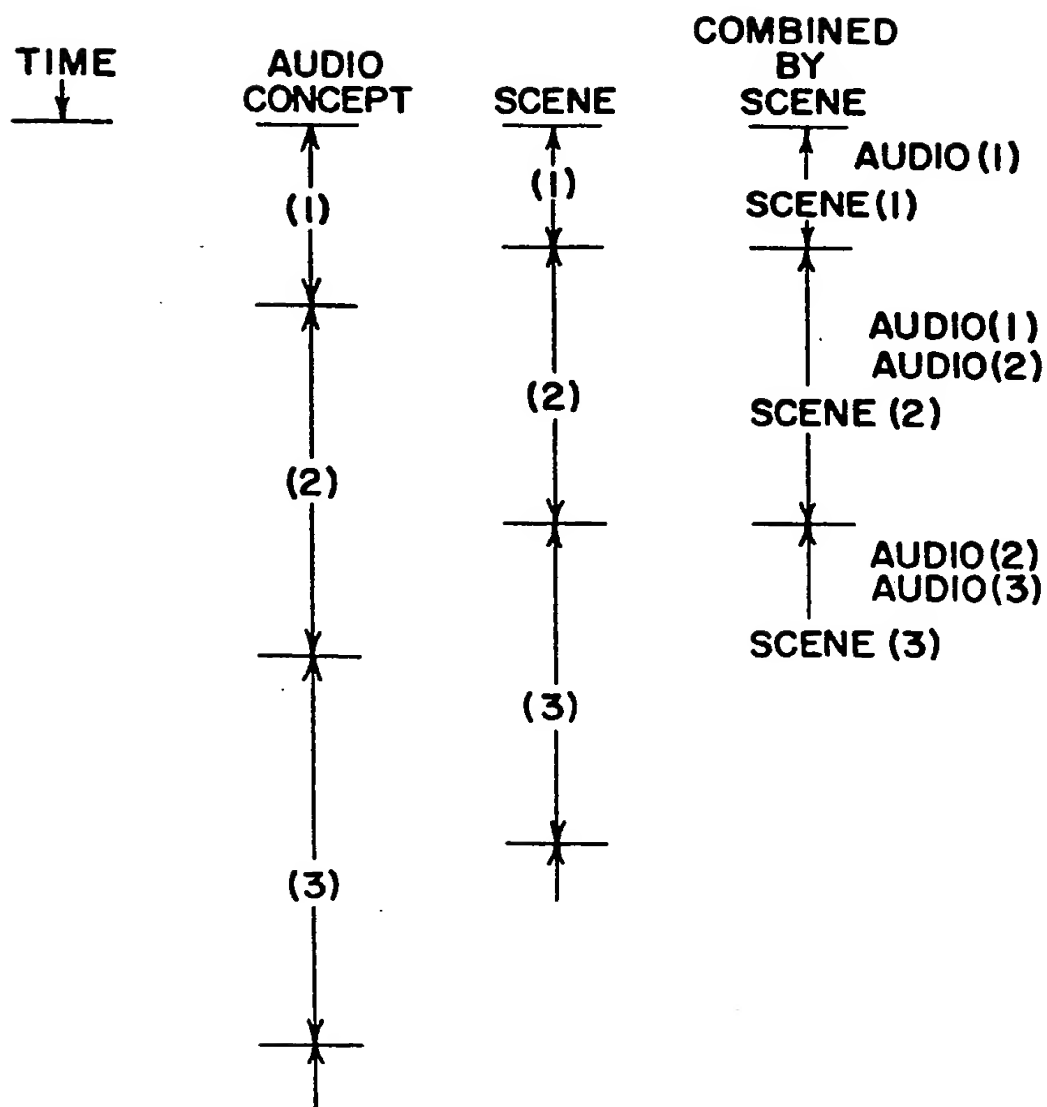 TIME
AUDIO
CONCEPT
SCENE
COMBINED
BY
SCENE
(1)
(2)
(3)
(1)
(2)
(3)
AUDIO (1)
SCENE (1)
AUDIO (1)
AUDIO (2)
SCENE (2)
AUDIO (2)
AUDIO (3)
SCENE (3)